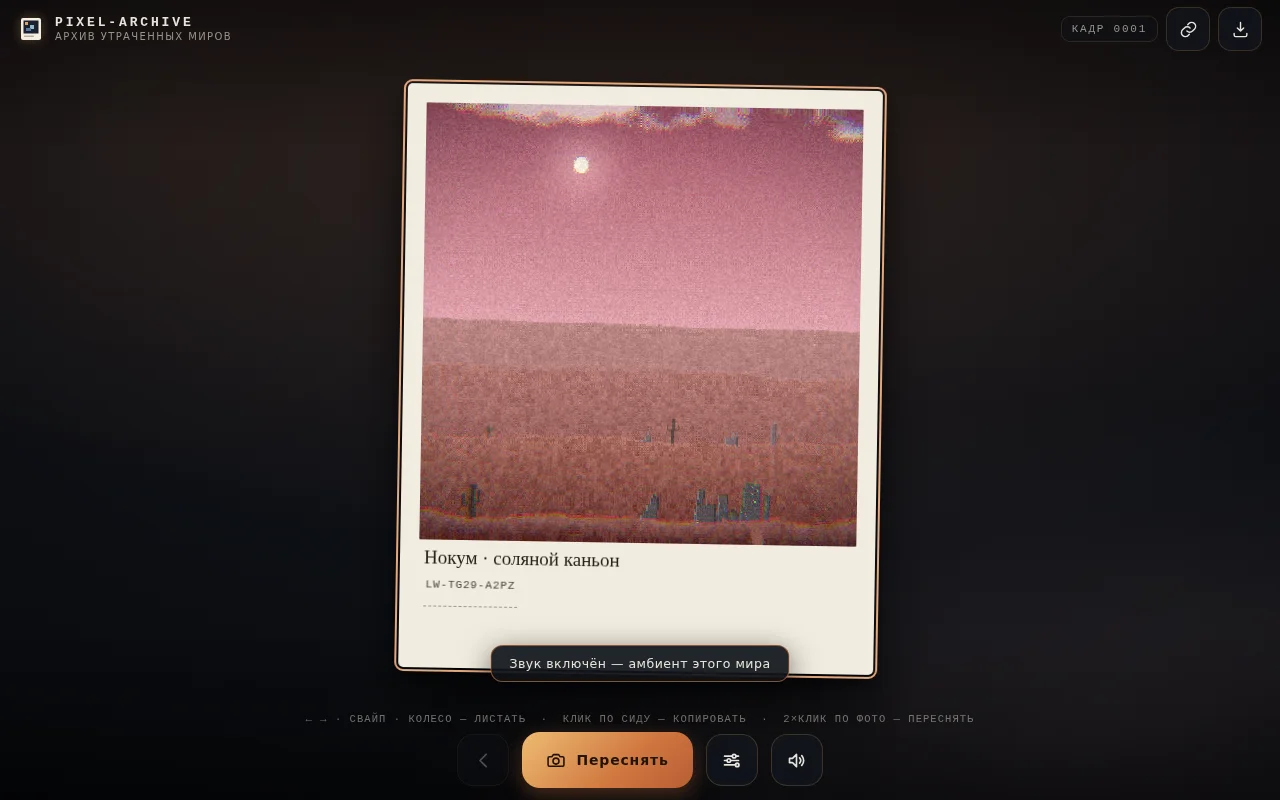 PIXEL-ARCHIVE
АРХИВ УТРАЧЕННЫХ МИРОВ
КАДР 0001
Нокум · соляной каньон
LW-TG29-A2PZ
Звук включён — амбиент этого мира
← → · СВАЙП · КОЛЕСО — ЛИСТАТЬ · КЛИК ПО СИДУ — КОПИРОВАТЬ · 2×КЛИК ПО ФОТО — ПЕРЕСНЯТЬ
Переснять